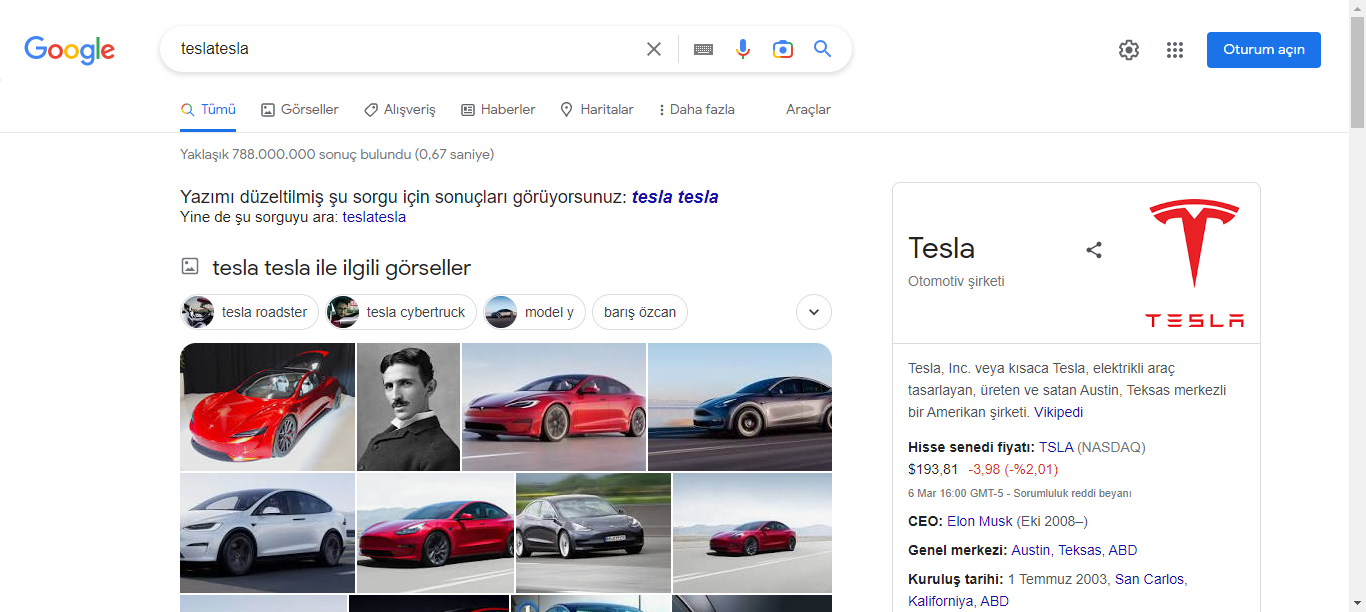 Google
teslatesla
Oturum açın
Tümü
Görseller
Alışveriş
Haberler
Haritalar
Daha fazla
Araçlar
Yaklaşık 788.000.000 sonuç bulundu (0,67 saniye)
Yazımı düzeltilmiş şu sorgu için sonuçları görüyorsunuz: tesla tesla
Yine de şu sorguyu ara: teslatesla
tesla tesla ile ilgili görseller
tesla roadster
tesla cybertruck
model y
barış özcan
Tesla
Otomotiv şirketi
TESLA
Tesla, Inc. veya kısaca Tesla, elektrikli araç
tasarlayan, üreten ve satan Austin, Teksas merkezli
bir Amerikan şirketi. Vikipedi
Hisse senedi fiyatı: TSLA (NASDAQ)
$193,81 -3,98 (-%2,01)
6 Mar 16:00 GMT-5 - Sorumluluk reddi beyanı
CEO: Elon Musk (Eki 2008–)
Genel merkezi: Austin, Teksas, ABD
Kuruluş tarihi: 1 Temmuz 2003, San Carlos,
Kaliforniya, ABD